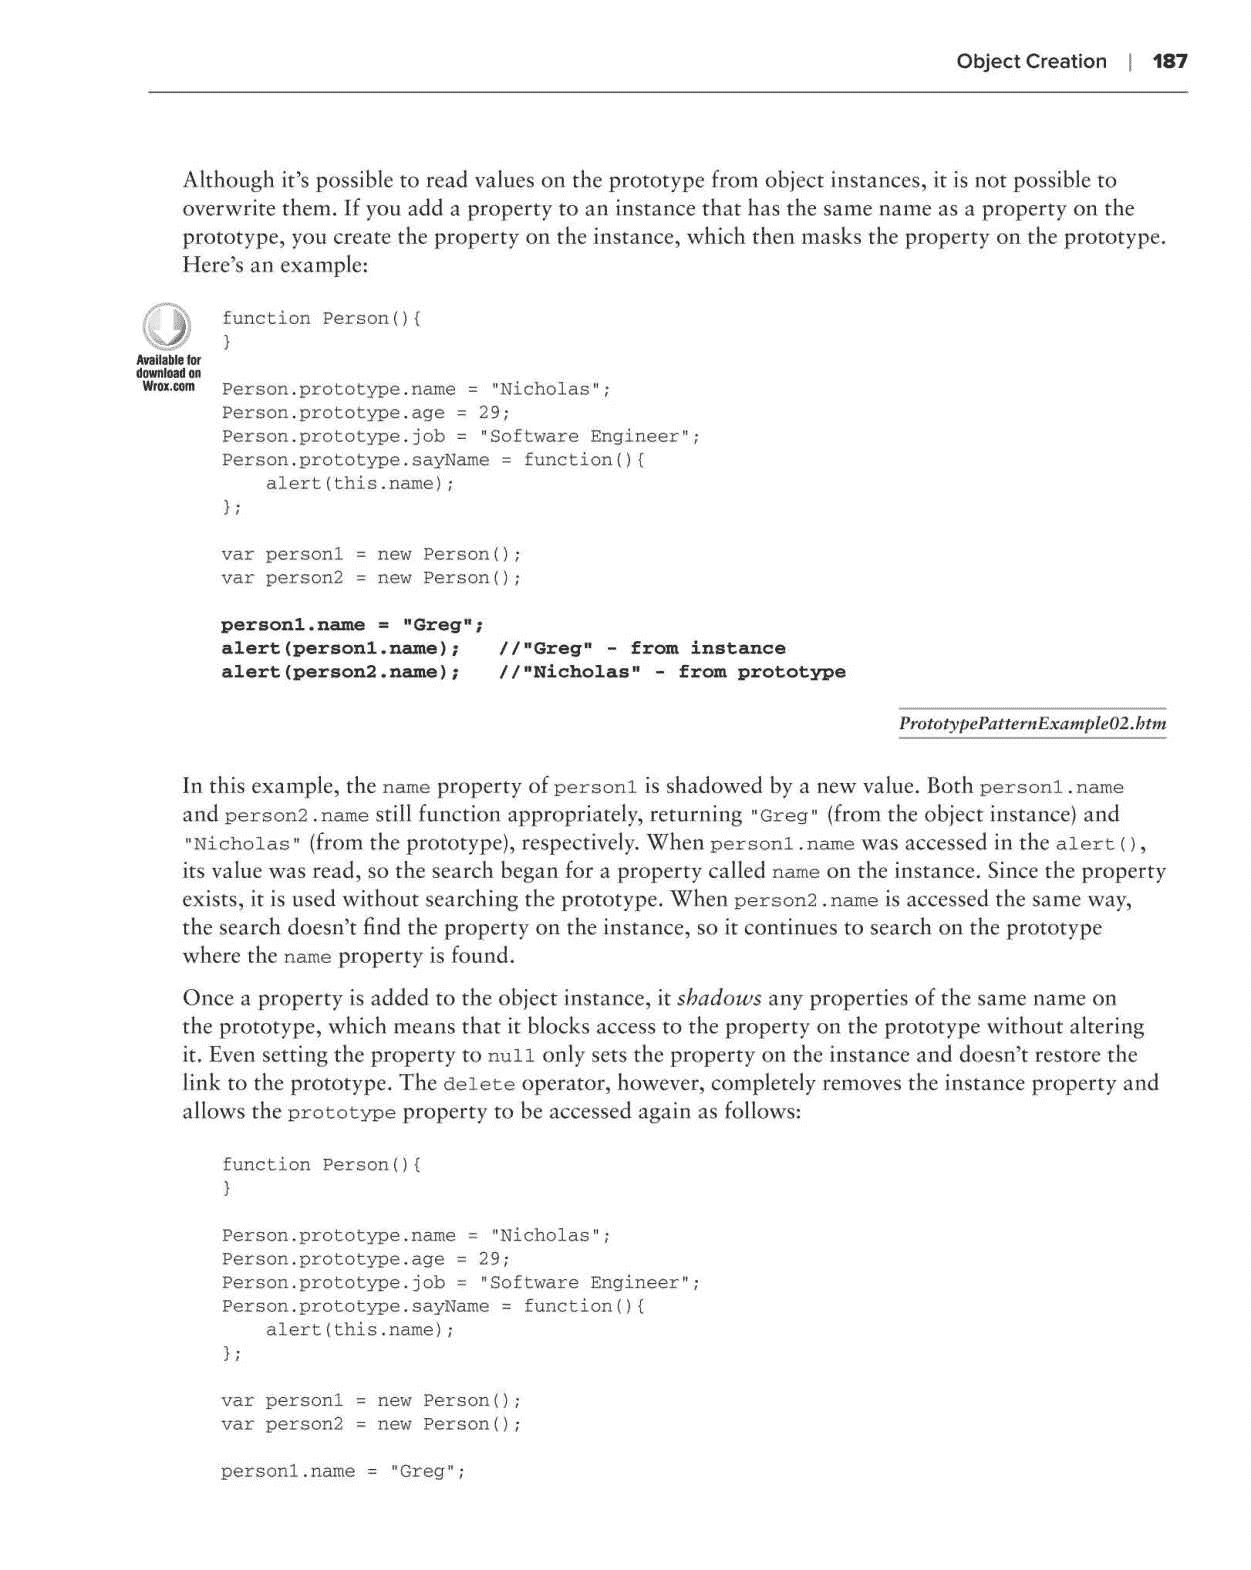 Object Creation | 187
Although it's possible to read values on the prototype from object instances, it is not possible to
overwrite them. If you add a property to an instance that has the same name as a property on the
prototype, you create the property on the instance, which then masks the property on the prototype.
Here's an example:
function Person(){
}
Available for
download on
Wrox.com
Person.prototype.name = "Nicholas";
Person.prototype.age = 29;
Person.prototype.job = "Software Engineer";
Person.prototype.sayName = function(){
    alert(this.name);
};
var person1 = new Person();
var person2 = new Person();
person1.name = "Greg";
alert(person1.name);   //"Greg" - from instance
alert(person2.name);   //"Nicholas" - from prototype
PrototypePatternExample02.htm
In this example, the name property of person1 is shadowed by a new value. Both person1.name
and person2.name still function appropriately, returning "Greg" (from the object instance) and
"Nicholas" (from the prototype), respectively. When person1.name was accessed in the alert(),
its value was read, so the search began for a property called name on the instance. Since the property
exists, it is used without searching the prototype. When person2.name is accessed the same way,
the search doesn't find the property on the instance, so it continues to search on the prototype
where the name property is found.
Once a property is added to the object instance, it shadows any properties of the same name on
the prototype, which means that it blocks access to the property on the prototype without altering
it. Even setting the property to null only sets the property on the instance and doesn't restore the
link to the prototype. The delete operator, however, completely removes the instance property and
allows the prototype property to be accessed again as follows:
function Person(){
}
Person.prototype.name = "Nicholas";
Person.prototype.age = 29;
Person.prototype.job = "Software Engineer";
Person.prototype.sayName = function(){
    alert(this.name);
};
var person1 = new Person();
var person2 = new Person();
person1.name = "Greg";